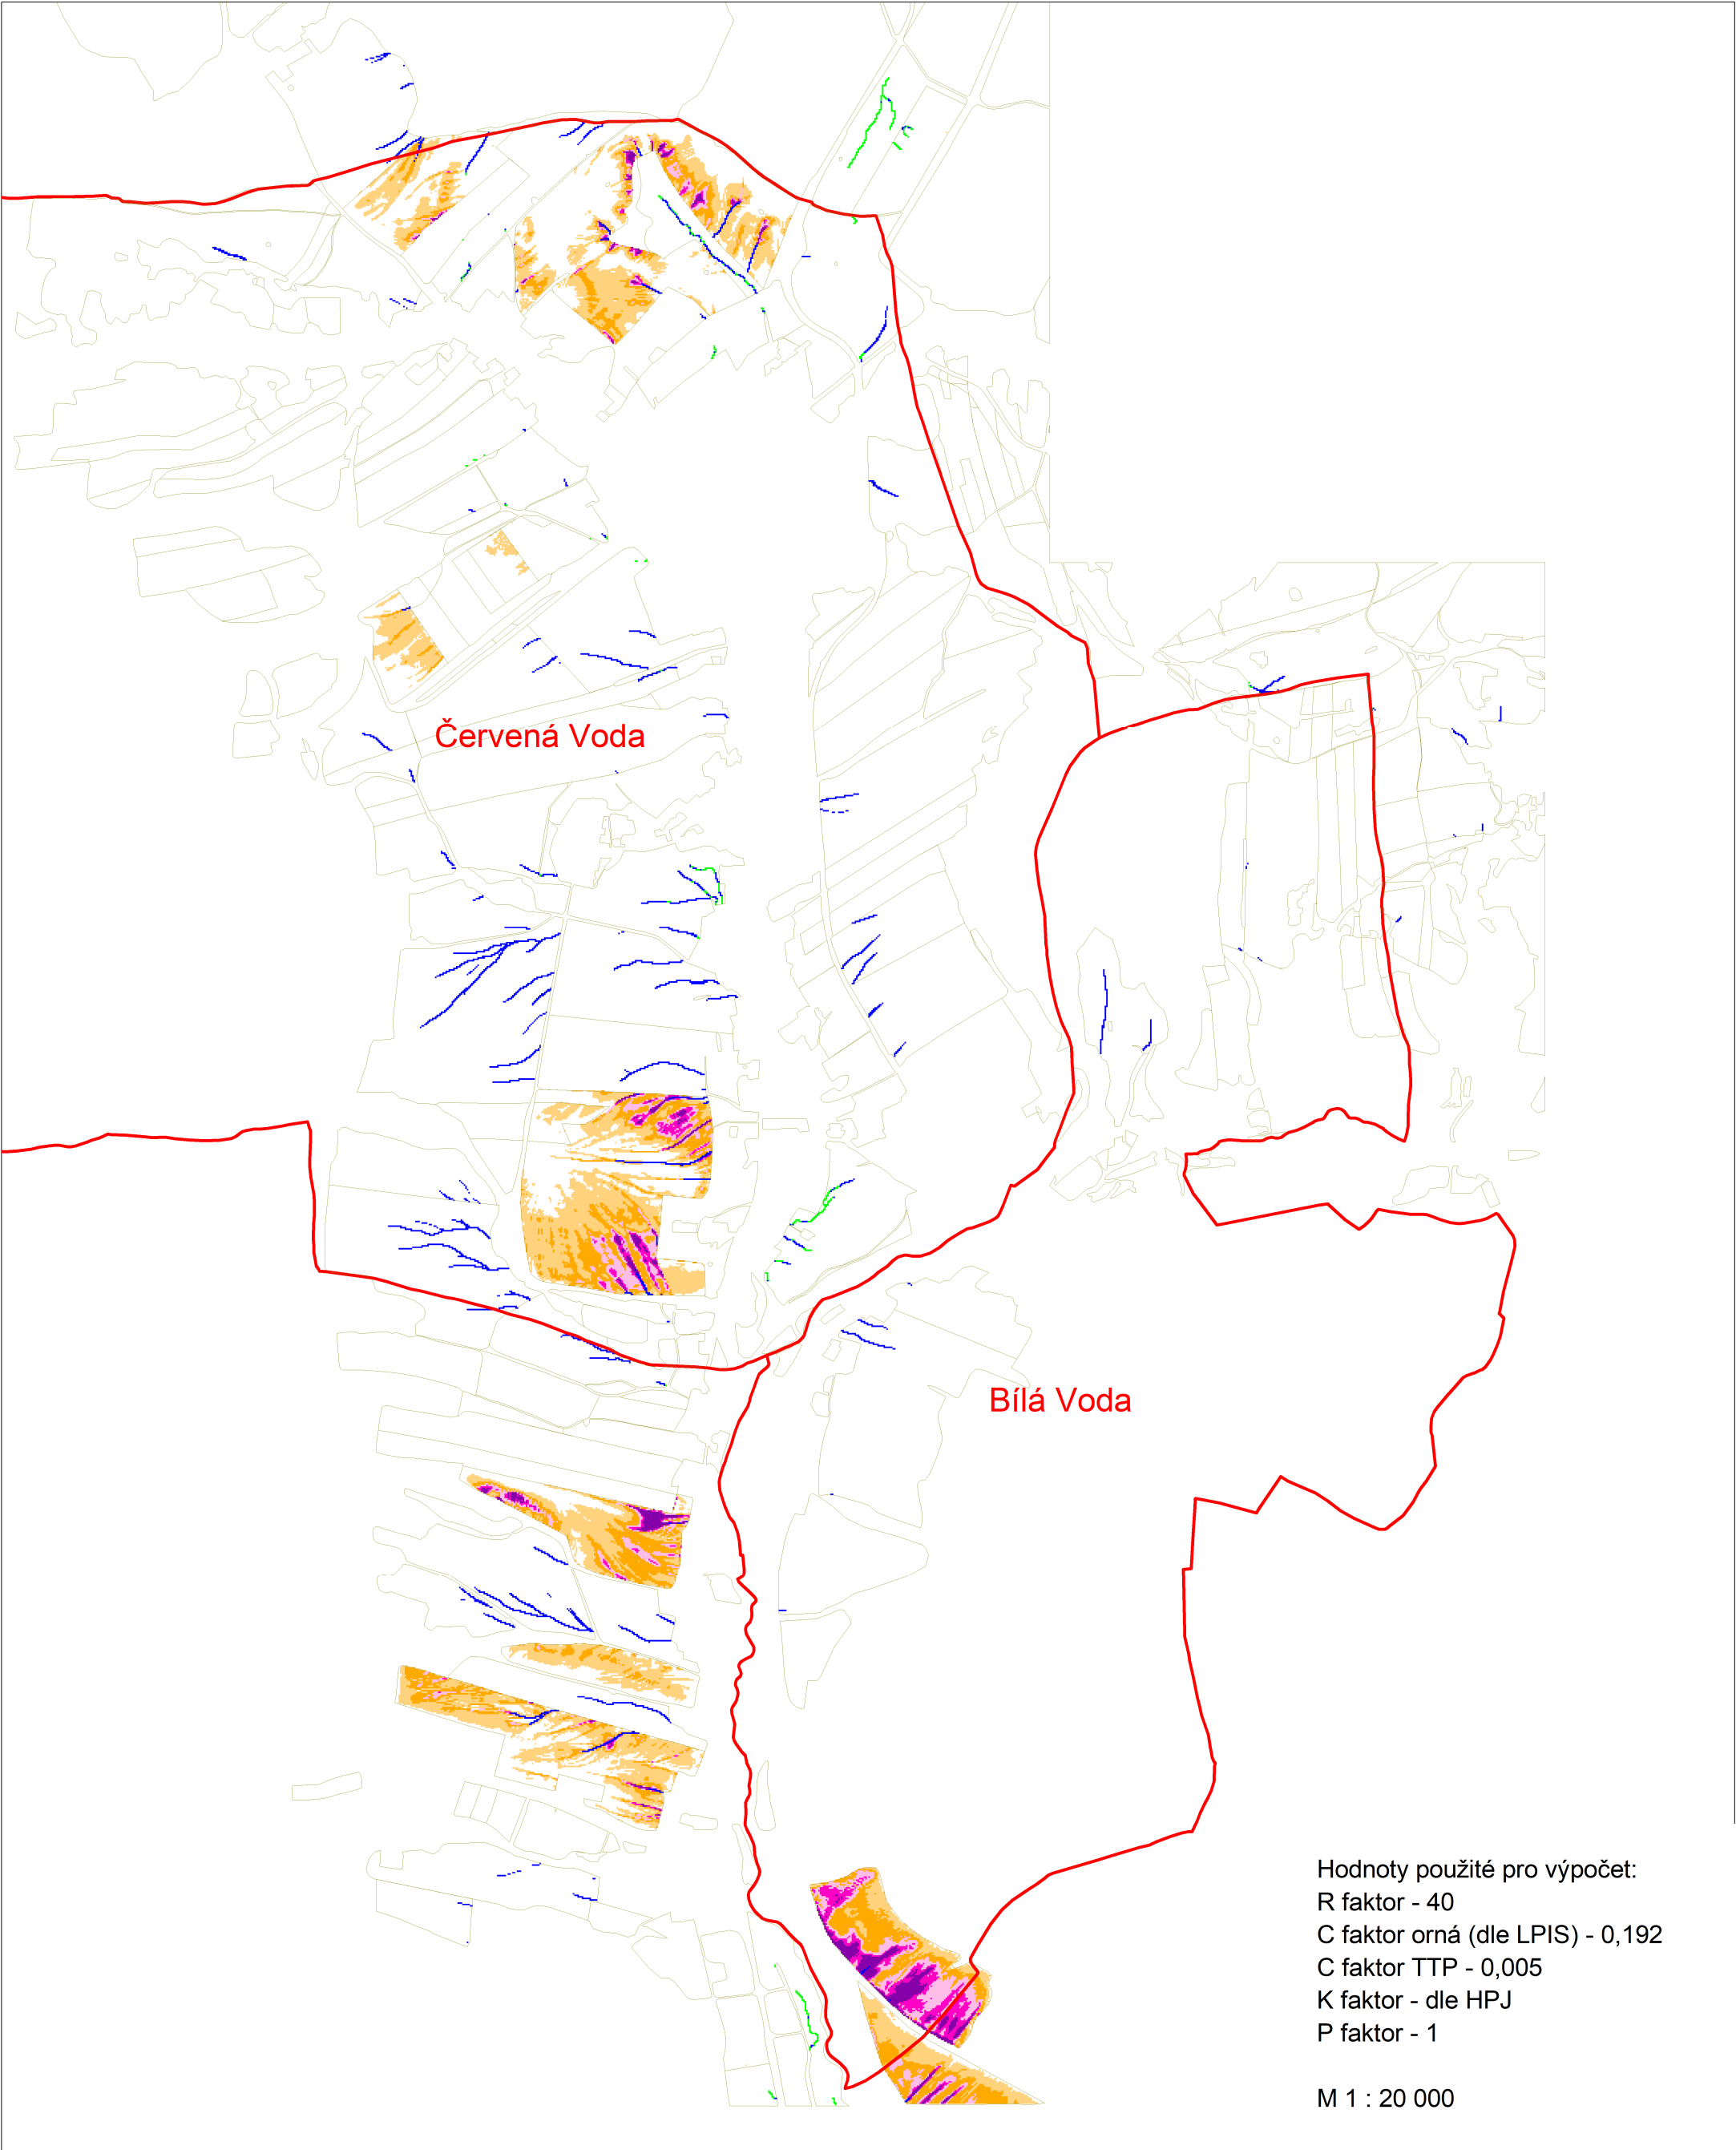 Červená Voda
Bílá Voda
Hodnoty použité pro výpočet:
R faktor - 40
C faktor orná (dle LPIS) - 0,192
C faktor TTP - 0,005
K faktor - dle HPJ
P faktor - 1
M 1 : 20 000